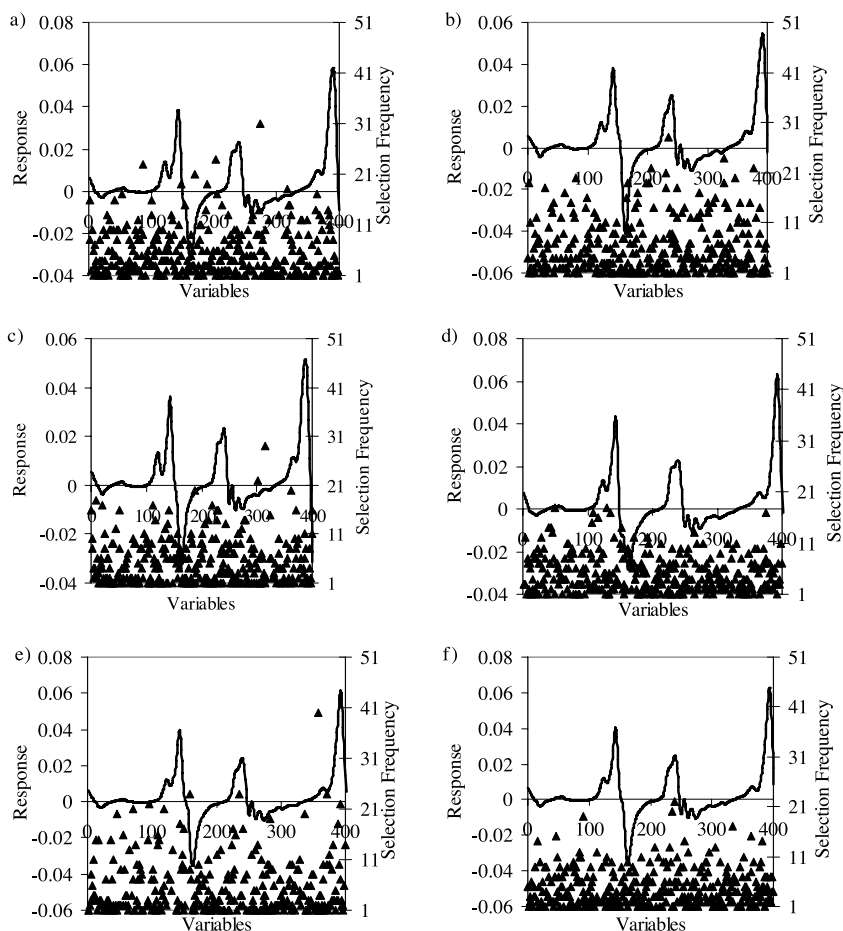 a)
0.08
0.06
0.04
0.02
0
-0.02
-0.04
Response
0 100 200 300 400
Variables
51
41
31
21
11
1
Selection Frequency
b)
0.06
0.04
0.02
0
-0.02
-0.04
-0.06
Response
0 100 200 300 400
Variables
51
41
31
21
11
1
Selection Frequency
c)
0.06
0.04
0.02
0
-0.02
-0.04
Response
0 100 200 300 400
Variables
51
41
31
21
11
1
Selection Frequency
d)
0.08
0.06
0.04
0.02
0
-0.02
-0.04
Response
0 100 200 300 400
Variables
51
41
31
21
11
1
Selection Frequency
e)
0.08
0.06
0.04
0.02
0
-0.02
-0.04
-0.06
Response
0 100 200 300 400
Variables
51
41
31
21
11
1
Selection Frequency
f)
0.08
0.06
0.04
0.02
0
-0.02
-0.04
-0.06
Response
0 100 200 300 400
Variables
51
41
31
21
11
1
Selection Frequency